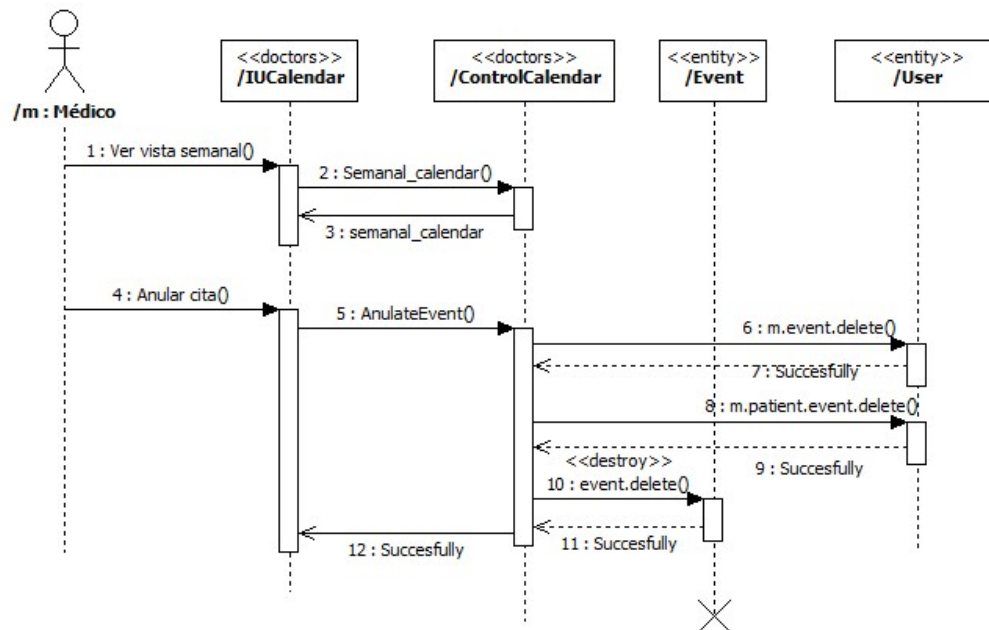 <<doctors>>
/IUCalendar
<<doctors>>
/ControlCalendar
<<entity>>
/Event
<<entity>>
/User
/m : Médico
1 : Ver vista semanal()
2 : Semanal_calendar()
3 : semanal_calendar
4 : Anular cita()
5 : AnulateEvent()
6 : m.event.delete()
7 : Succesfully
8 : m.patient.event.delete()
9 : Succesfully
<<destroy>>
10 : event.delete()
11 : Succesfully
12 : Succesfully